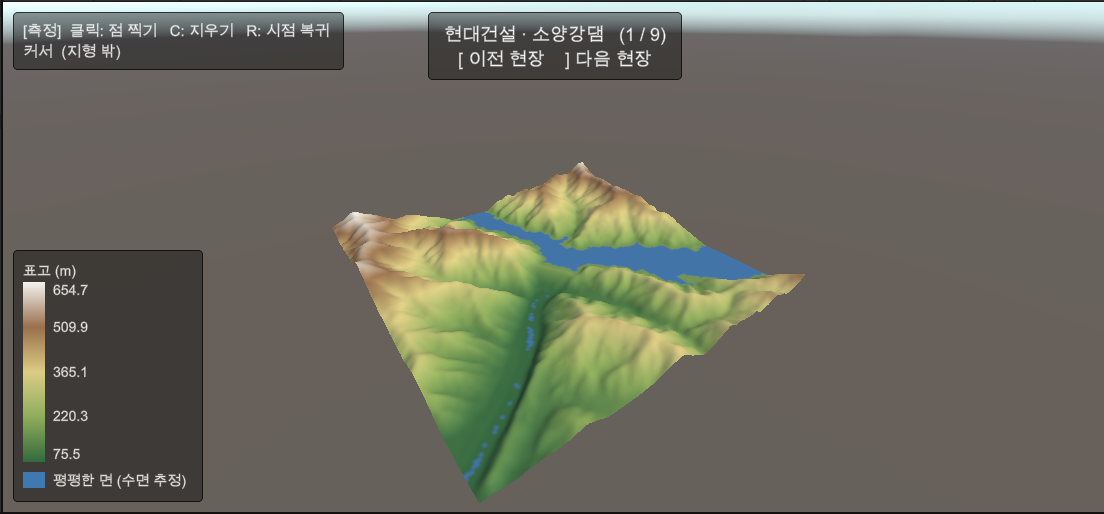 [측정] 클릭: 점 찍기 C: 지우기 R: 시점 복귀
커서 (지형 밖)
현대건설 · 소양강댐 (1 / 9)
[ 이전 현장 ] 다음 현장
표고 (m)
654.7
509.9
365.1
220.3
75.5
평평한 면 (수면 추정)